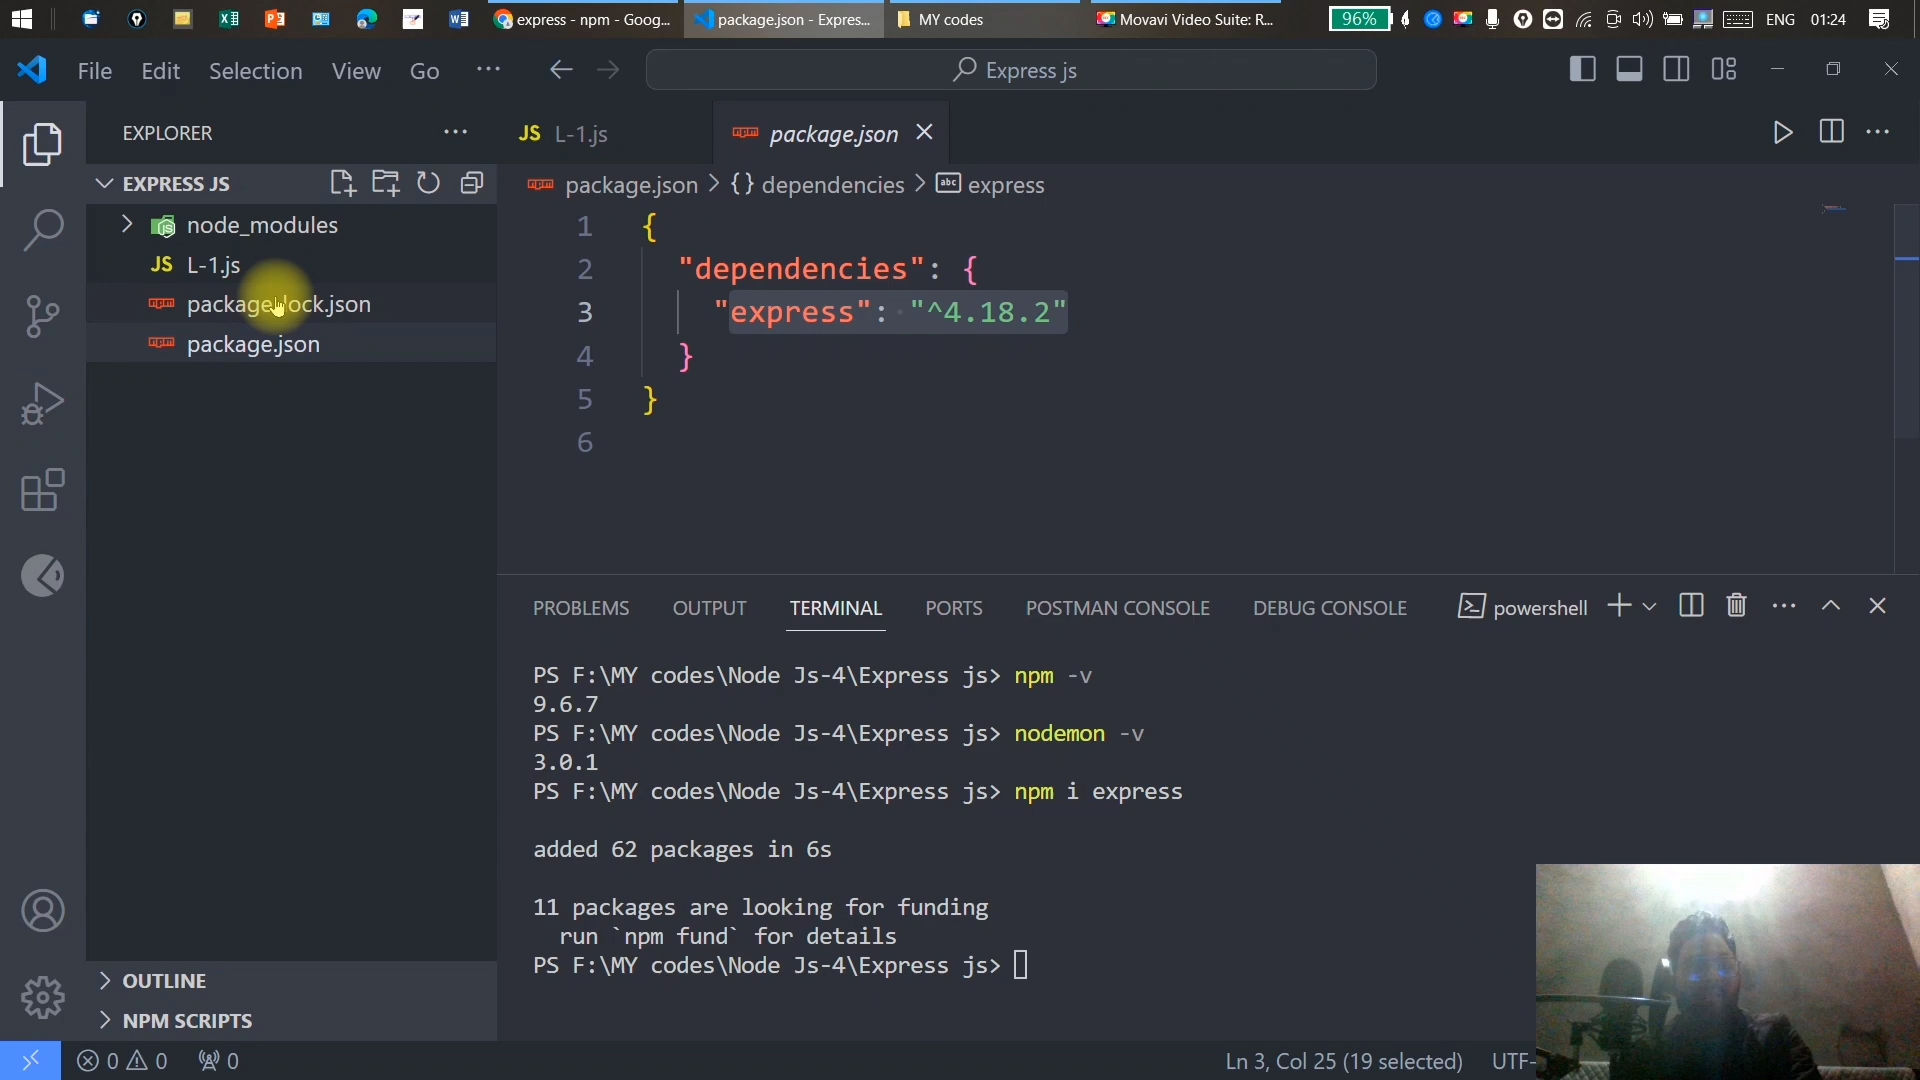 express - npm - Goog...
package.json - Expres...
MY codes
Movavi Video Suite: R...
96%
ENG
01:24
File
Edit
Selection
View
Go
Express js
EXPLORER
JS L-1.js
package.json
EXPRESS JS
package.json > {} dependencies > abc express
node_modules
JS L-1.js
package-lock.json
package.json
1 {
2 "dependencies": {
3 "express": "^4.18.2"
4 }
5 }
6
PROBLEMS
OUTPUT
TERMINAL
PORTS
POSTMAN CONSOLE
DEBUG CONSOLE
powershell
PS F:\MY codes\Node Js-4\Express js> npm -v
9.6.7
PS F:\MY codes\Node Js-4\Express js> nodemon -v
3.0.1
PS F:\MY codes\Node Js-4\Express js> npm i express
added 62 packages in 6s
11 packages are looking for funding
run `npm fund` for details
PS F:\MY codes\Node Js-4\Express js>
OUTLINE
NPM SCRIPTS
0 0 0
Ln 3, Col 25 (19 selected)
UTF-